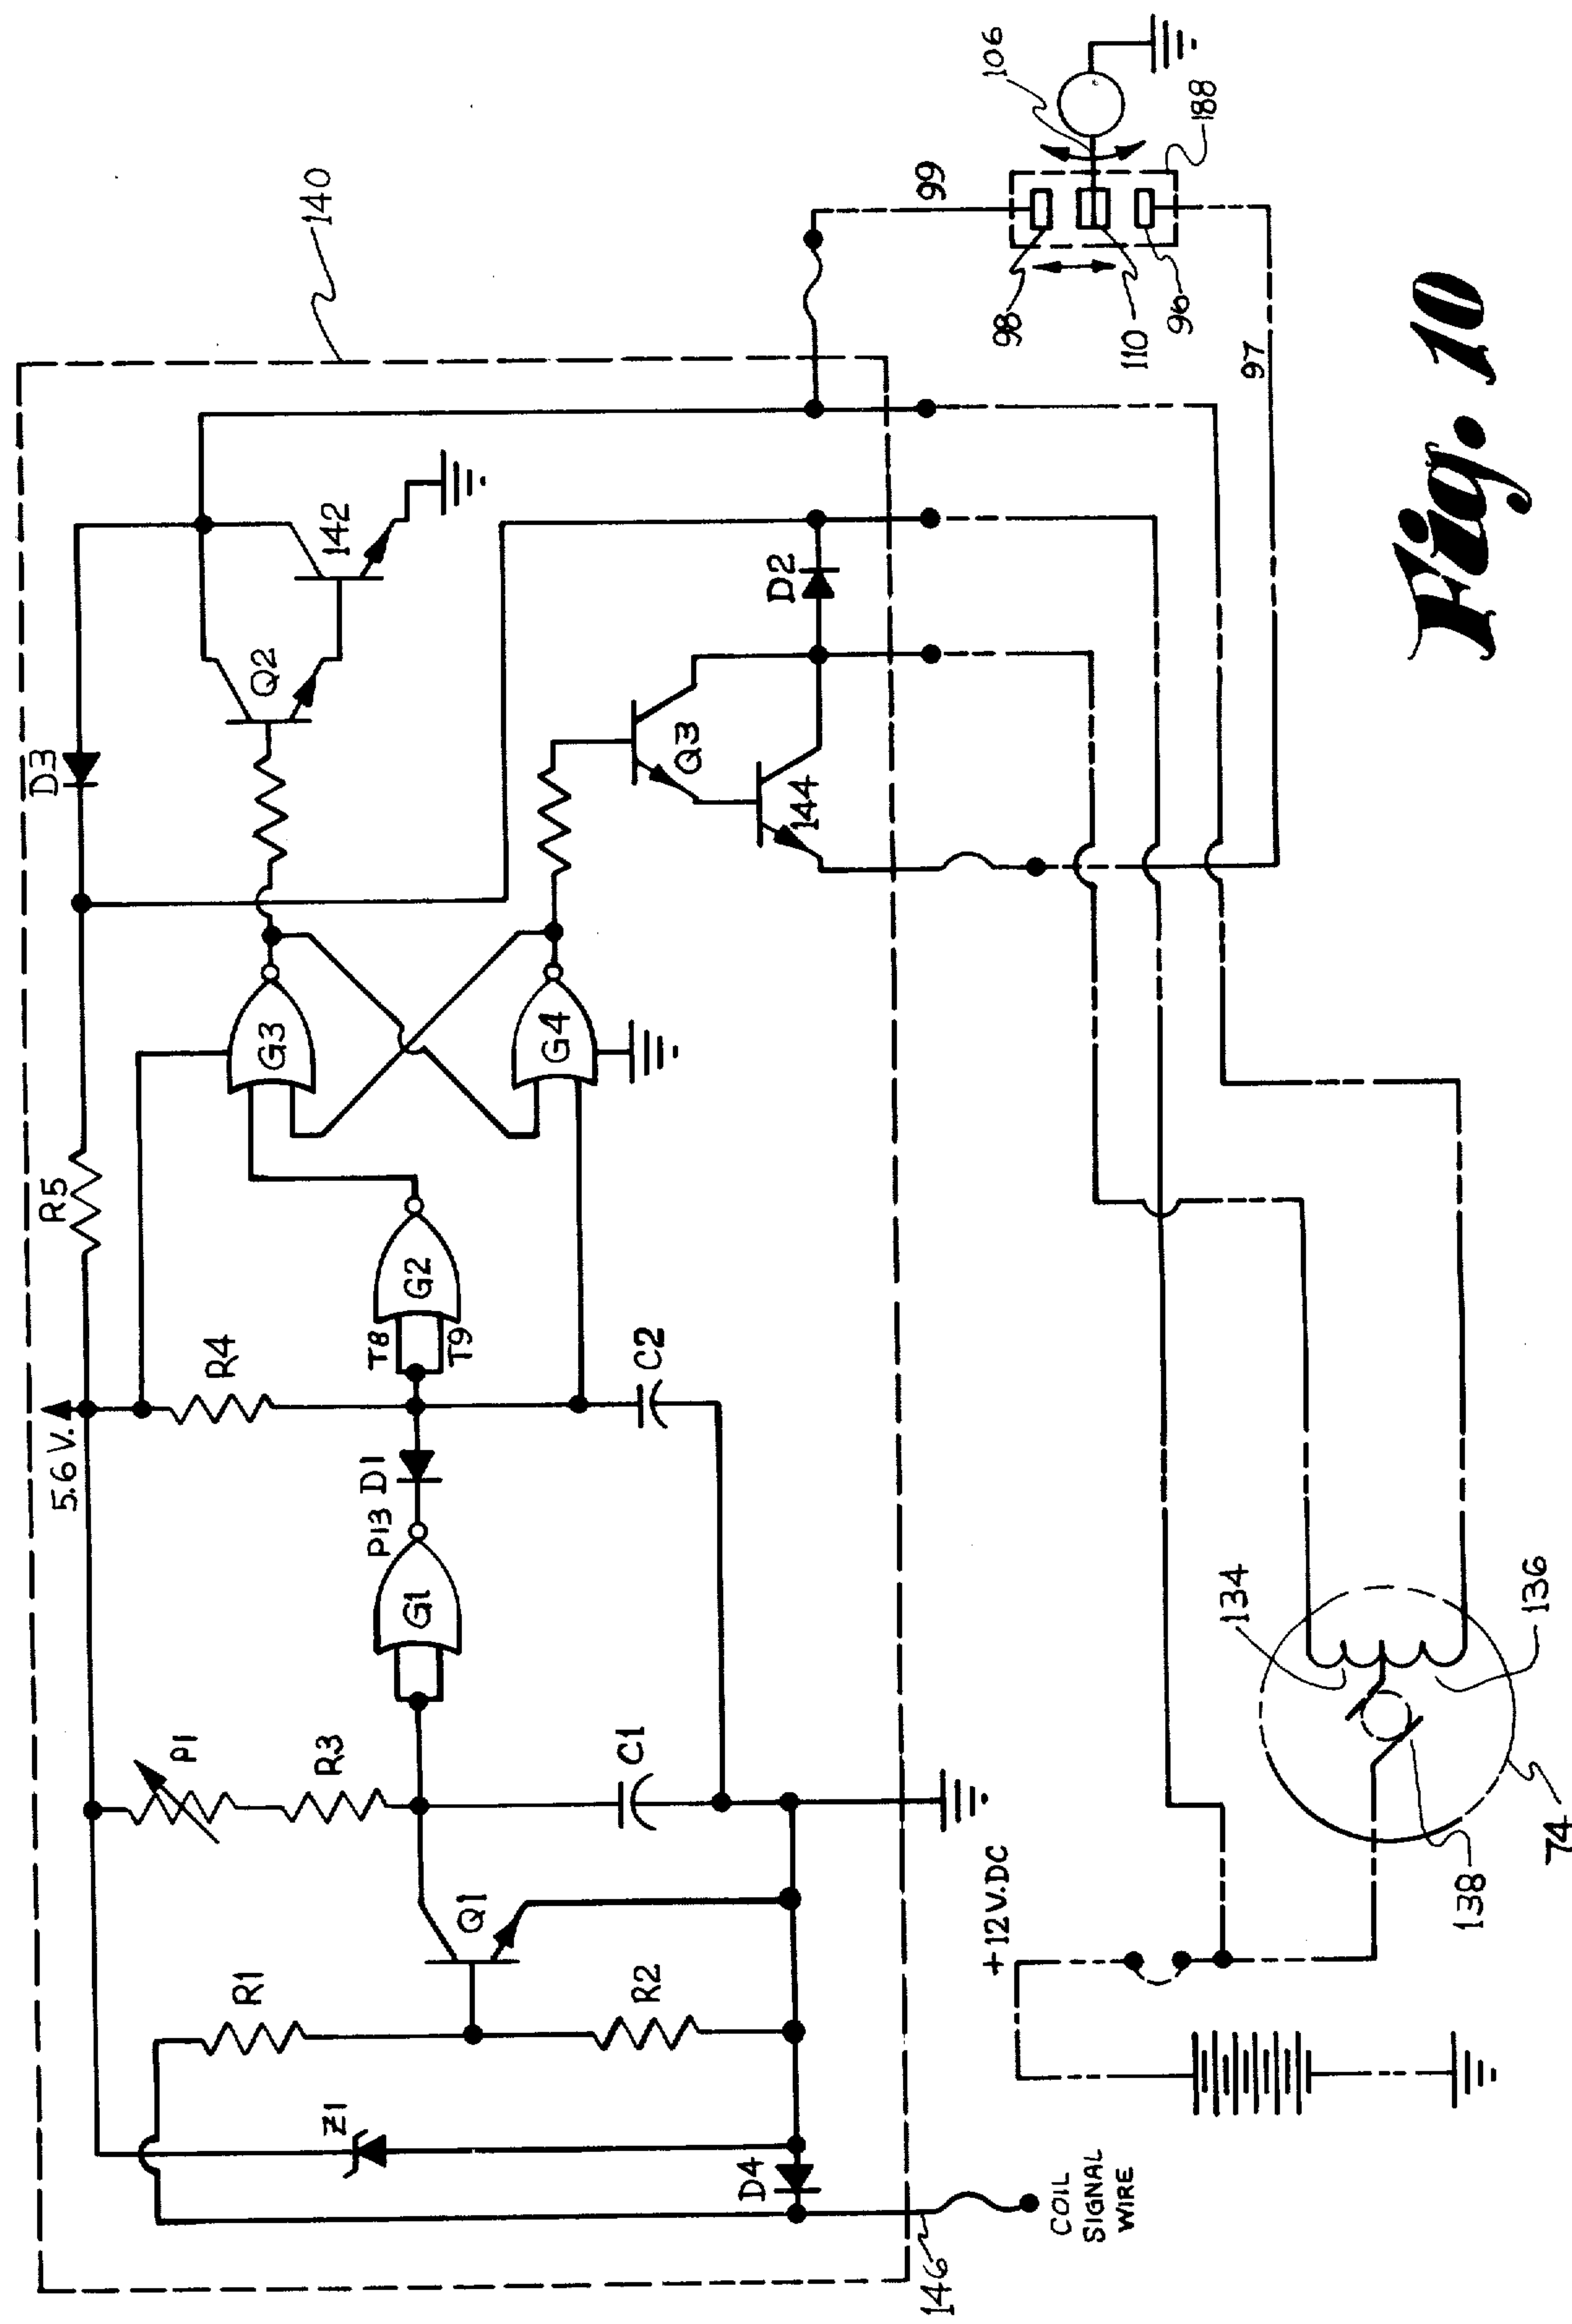 140
D3
R5
5.6 V.
Q2
142
G3
G4
Q3
144
D2
R4
G2
T8
T9
C2
D1
P13
G1
P1
R3
C1
Q1
R1
R2
Z1
D4
146
COIL
SIGNAL
WIRE
+12V.DC
134
136
138
74
99
98
110
96
97
106
188
Fig. 10